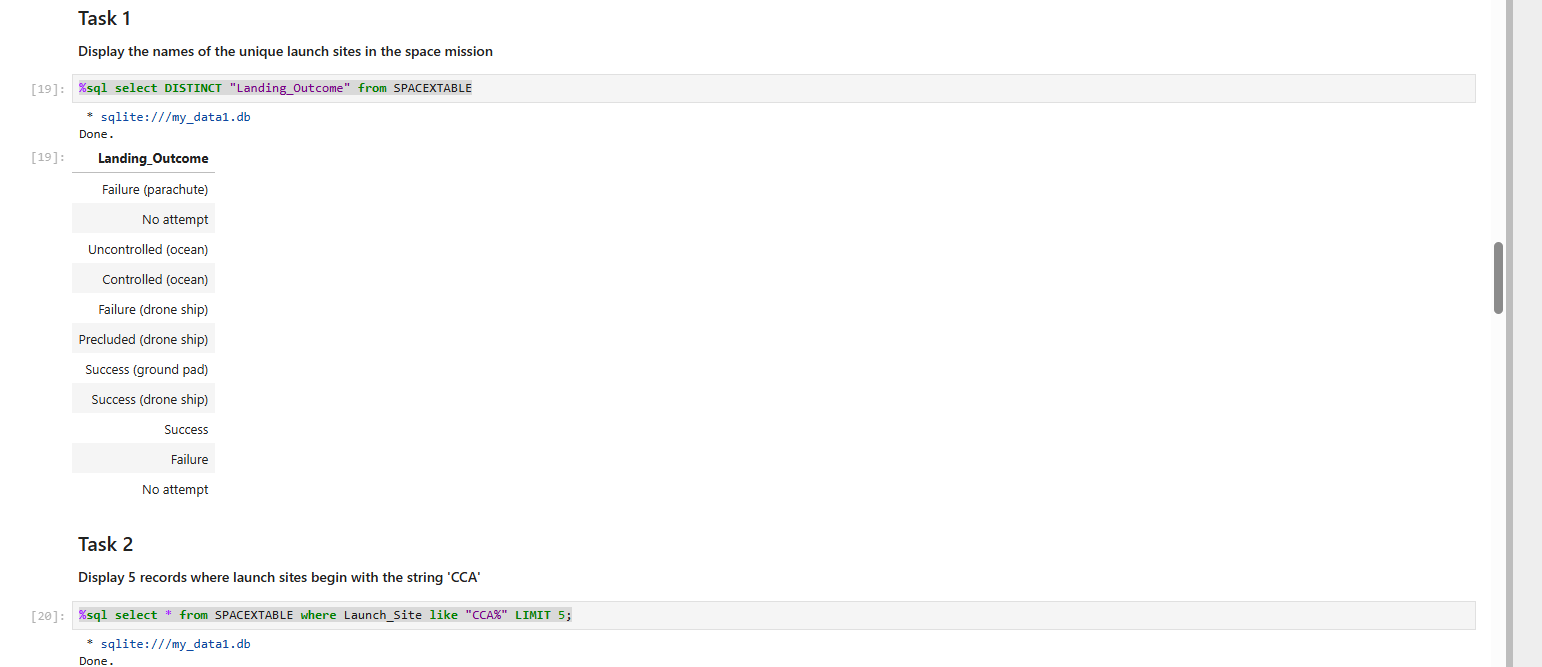 Task 1
Display the names of the unique launch sites in the space mission
[19]: %sql select DISTINCT "Landing_Outcome" from SPACEXTABLE
* sqlite:///my_data1.db
Done.
[19]: Landing_Outcome
Failure (parachute)
No attempt
Uncontrolled (ocean)
Controlled (ocean)
Failure (drone ship)
Precluded (drone ship)
Success (ground pad)
Success (drone ship)
Success
Failure
No attempt
Task 2
Display 5 records where launch sites begin with the string 'CCA'
[20]: %sql select * from SPACEXTABLE where Launch_Site like "CCA%" LIMIT 5;
* sqlite:///my_data1.db
Done.